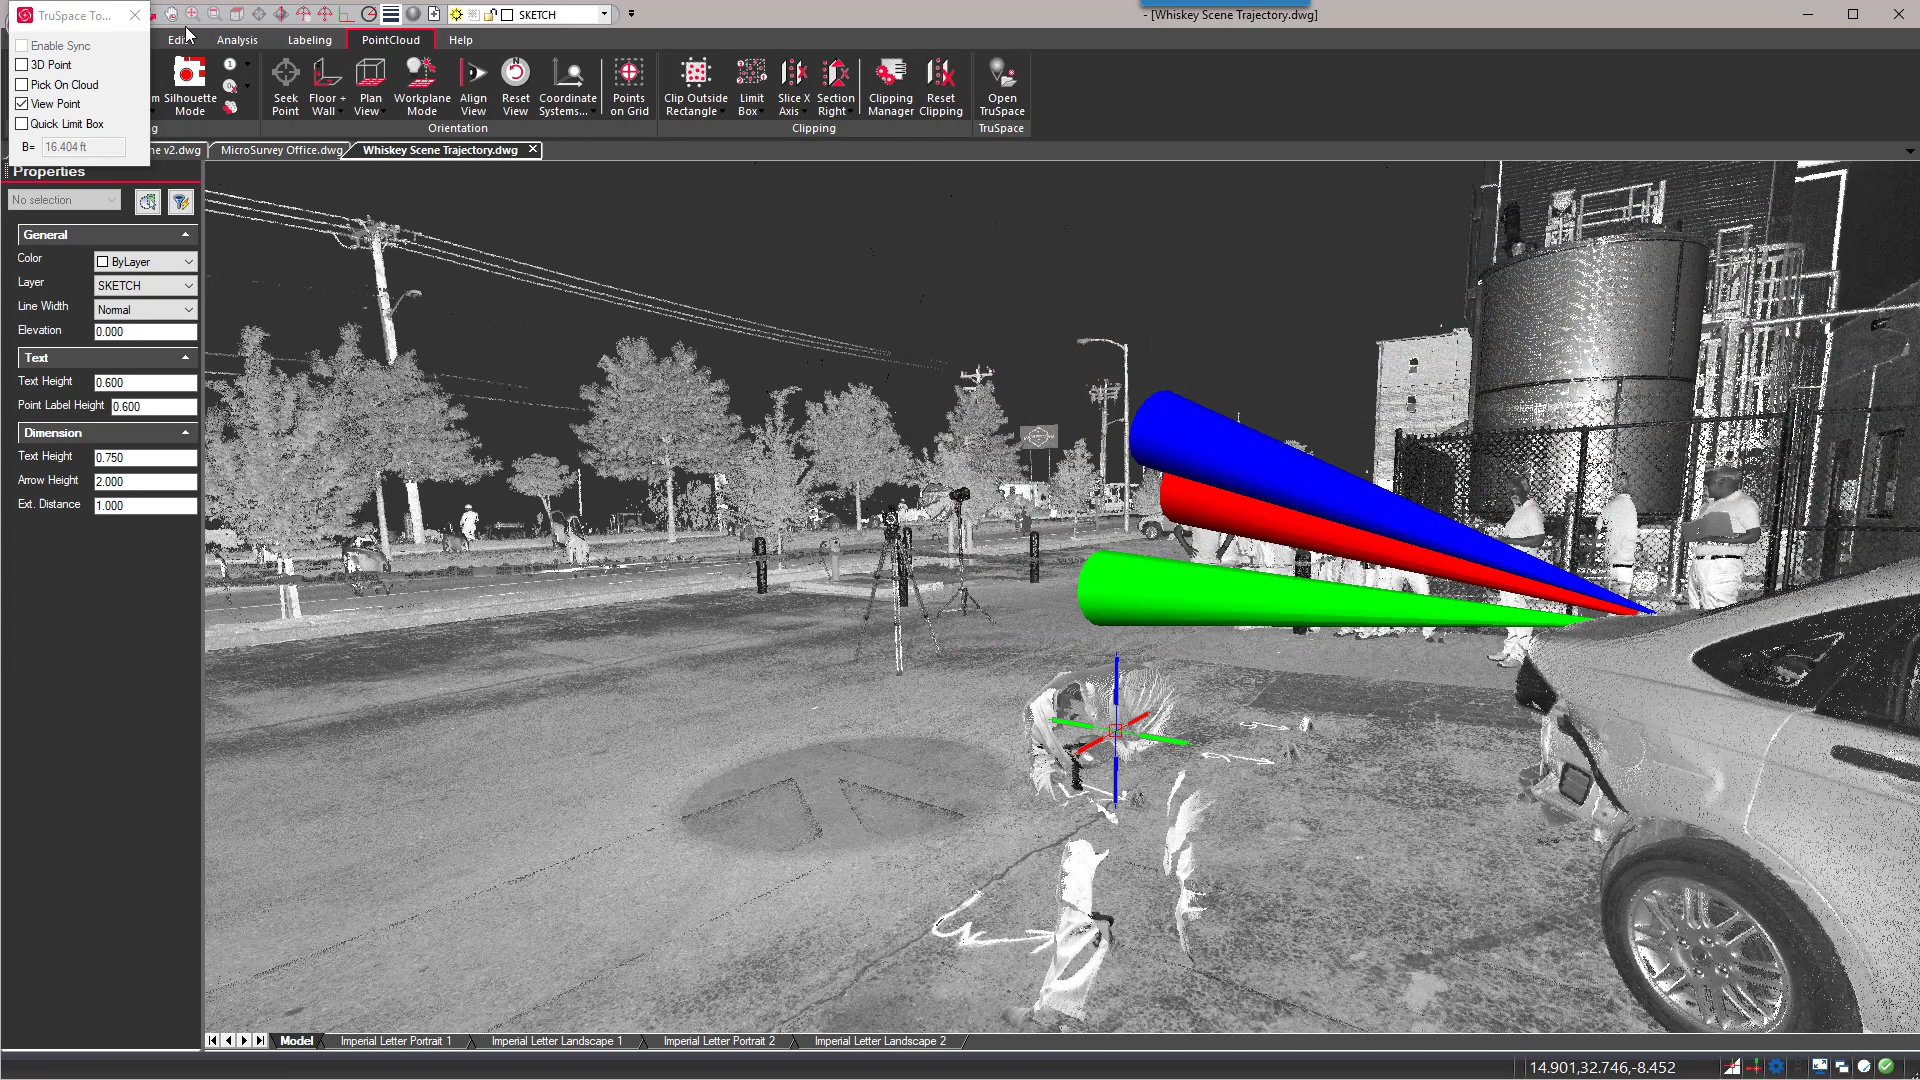 TruSpace To...
SKETCH
- [Whiskey Scene Trajectory.dwg]
Enable Sync
3D Point
Pick On Cloud
View Point
Quick Limit Box
B= 16.404 ft
Analysis
Labeling
PointCloud
Help
Silhouette Mode
Seek Point
Floor + Wall
Plan View
Workplane Mode
Align View
Reset View
Coordinate Systems...
Points on Grid
Clip Outside Rectangle
Limit Box
Slice X Axis
Section Right
Clipping Manager
Reset Clipping
Open TruSpace
Orientation
Clipping
TruSpace
e v2.dwg
MicroSurvey Office.dwg
Whiskey Scene Trajectory.dwg
Properties
No selection
General
Color ByLayer
Layer SKETCH
Line Width Normal
Elevation 0.000
Text
Text Height 0.600
Point Label Height 0.600
Dimension
Text Height 0.750
Arrow Height 2.000
Ext. Distance 1.000
Model
Imperial Letter Portrait 1
Imperial Letter Landscape 1
Imperial Letter Portrait 2
Imperial Letter Landscape 2
14.901,32.746,-8.452